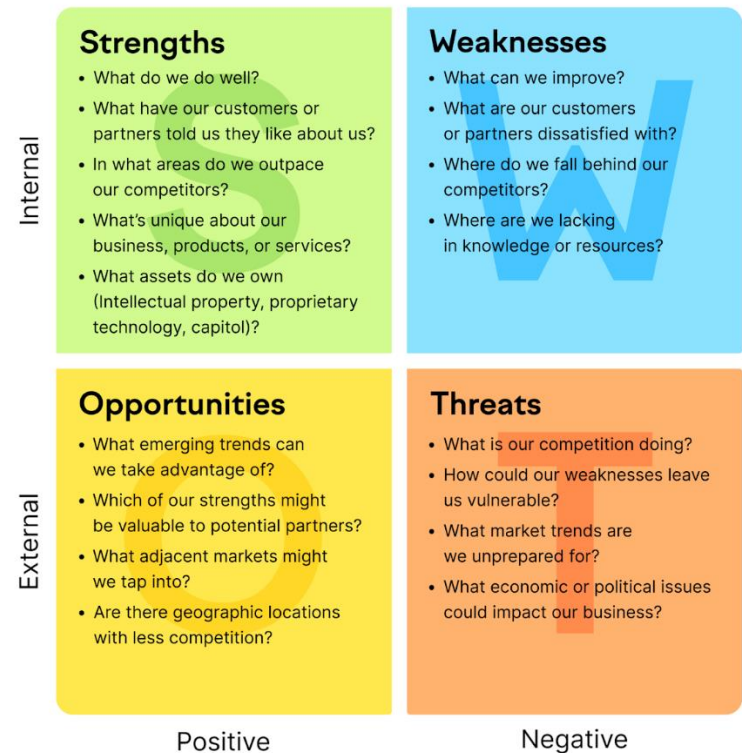 Strengths
• What do we do well?
• What have our customers or
partners told us they like about us?
• In what areas do we outpace
our competitors?
• What's unique about our
business, products, or services?
• What assets do we own
(Intellectual property, proprietary
technology, capitol)?
S
Weaknesses
• What can we improve?
• What are our customers
or partners dissatisfied with?
• Where do we fall behind our
competitors?
• Where are we lacking
in knowledge or resources?
W
Internal
Opportunities
• What emerging trends can
we take advantage of?
• Which of our strengths might
be valuable to potential partners?
• What adjacent markets might
we tap into?
• Are there geographic locations
with less competition?
O
Threats
• What is our competition doing?
• How could our weaknesses leave
us vulnerable?
• What market trends are
we unprepared for?
• What economic or political issues
could impact our business?
T
External
Positive
Negative